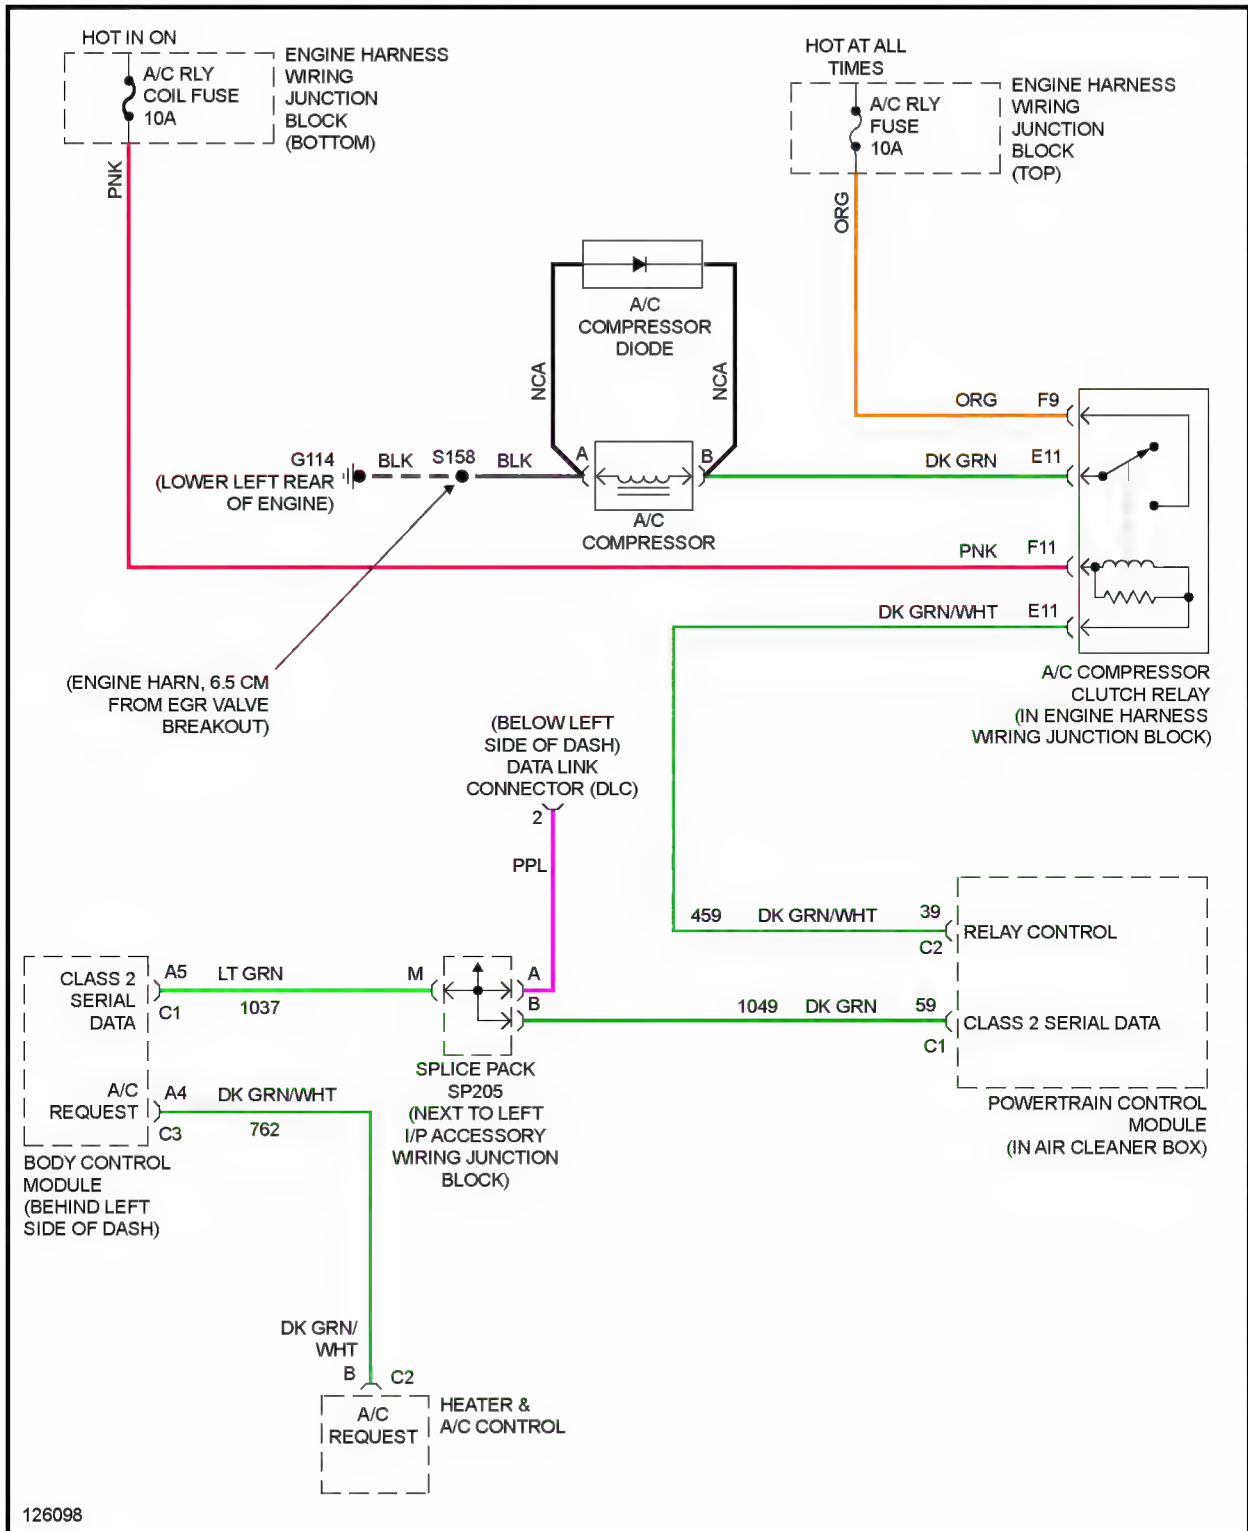 HOT IN ON
A/C RLY
COIL FUSE
10A
ENGINE HARNESS
WIRING
JUNCTION
BLOCK
(BOTTOM)
PNK
HOT AT ALL
TIMES
A/C RLY
FUSE
10A
ENGINE HARNESS
WIRING
JUNCTION
BLOCK
(TOP)
ORG
A/C
COMPRESSOR
DIODE
NCA
NCA
ORG
F9
G114
(LOWER LEFT REAR
OF ENGINE)
BLK
S158
BLK
A
B
DK GRN
E11
A/C
COMPRESSOR
PNK
F11
DK GRN/WHT
E11
A/C COMPRESSOR
CLUTCH RELAY
(IN ENGINE HARNESS
WIRING JUNCTION BLOCK)
(ENGINE HARN, 6.5 CM
FROM EGR VALVE
BREAKOUT)
(BELOW LEFT
SIDE OF DASH)
DATA LINK
CONNECTOR (DLC)
2
PPL
459
DK GRN/WHT
39
C2
RELAY CONTROL
CLASS 2
SERIAL
DATA
A5
C1
LT GRN
1037
M
A
B
1049
DK GRN
59
C1
CLASS 2 SERIAL DATA
A/C
REQUEST
A4
C3
DK GRN/WHT
762
SPLICE PACK
SP205
(NEXT TO LEFT
I/P ACCESSORY
WIRING JUNCTION
BLOCK)
POWERTRAIN CONTROL
MODULE
(IN AIR CLEANER BOX)
BODY CONTROL
MODULE
(BEHIND LEFT
SIDE OF DASH)
DK GRN/
WHT
B
C2
A/C
REQUEST
HEATER &
A/C CONTROL
126098